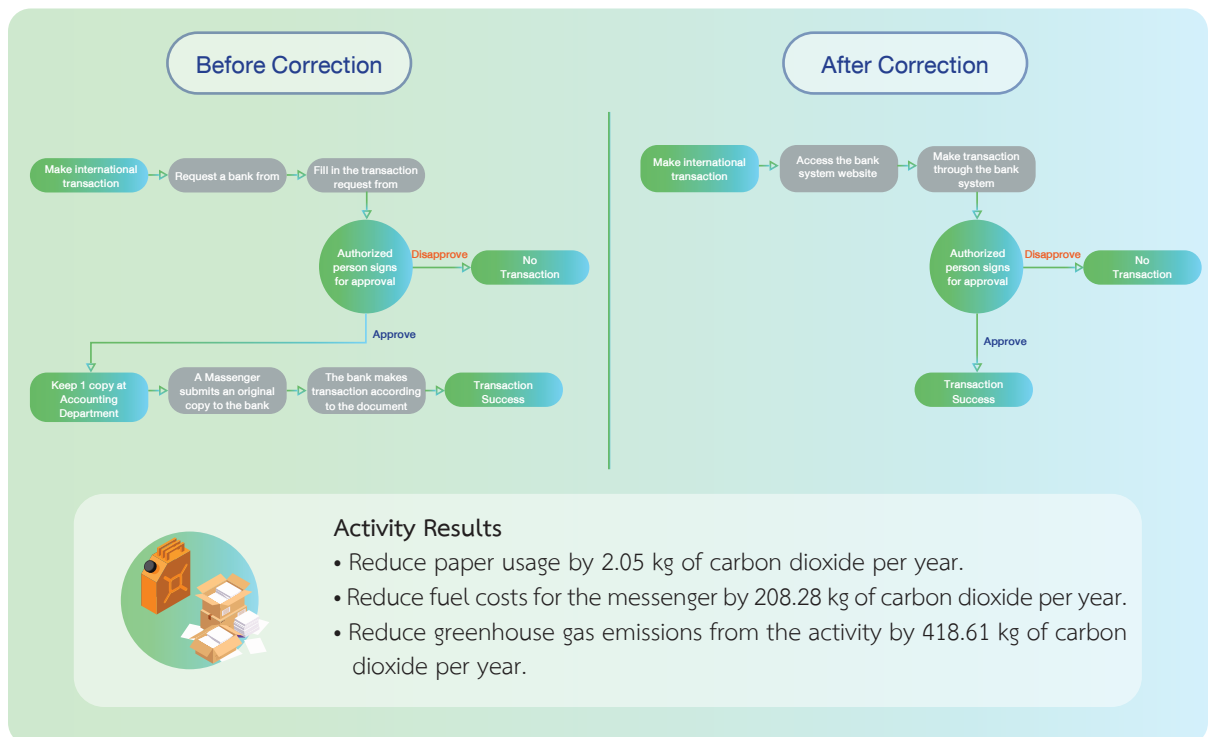 Before Correction
Make international
transaction
Request a bank from
Fill in the transaction
request from
Authorized
person signs
for approval
Disapprove
No
Transaction
Approve
Keep 1 copy at
Accounting
Department
A Massenger
submits an original
copy to the bank
The bank makes
transaction according
to the document
Transaction
Success
After Correction
Make international
transaction
Access the bank
system website
Make transaction
through the bank
system
Authorized
person signs
for approval
Disapprove
No
Transaction
Approve
Transaction
Success
Activity Results
• Reduce paper usage by 2.05 kg of carbon dioxide per year.
• Reduce fuel costs for the messenger by 208.28 kg of carbon dioxide per year.
• Reduce greenhouse gas emissions from the activity by 418.61 kg of carbon
dioxide per year.